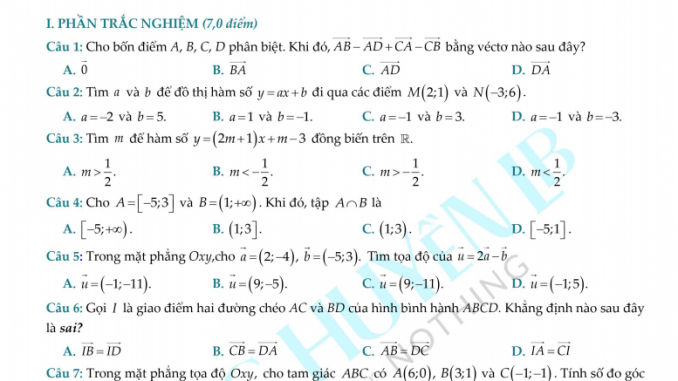 I. PHẦN TRẮC NGHIỆM (7,0 điểm)
Câu 1: Cho bốn điểm A, B, C, D phân biệt. Khi đó, $\overrightarrow{AB}-\overrightarrow{AD}+\overrightarrow{CA}-\overrightarrow{CB}$ bằng véctơ nào sau đây?
A. $\vec{0}$ B. $\overrightarrow{BA}$ C. $\overrightarrow{AD}$ D. $\overrightarrow{DA}$
Câu 2: Tìm a và b để đồ thị hàm số y=ax+b đi qua các điểm M(2;1) và N(−3;6).
A. a=−2 và b=5. B. a=1 và b=−1. C. a=−1 và b=3. D. a=−1 và b=−3.
Câu 3: Tìm m để hàm số y=(2m+1)x+m−3 đồng biến trên ℝ.
A. $m>\frac{1}{2}$. B. $m<-\frac{1}{2}$. C. $m>-\frac{1}{2}$. D. $m<\frac{1}{2}$.
Câu 4: Cho A=[−5;3] và B=(1;+∞). Khi đó, tập A∩B là
A. [−5;+∞). B. (1;3]. C. (1;3). D. [−5;1].
Câu 5: Trong mặt phẳng Oxy,cho $\vec{a}$=(2;−4), $\vec{b}$=(−5;3). Tìm tọa độ của $\vec{u}=2\vec{a}-\vec{b}$
A. $\vec{u}$=(−1;−11). B. $\vec{u}$=(9;−5). C. $\vec{u}$=(9;−11). D. $\vec{u}$=(−1;5).
Câu 6: Gọi I là giao điểm hai đường chéo AC và BD của hình bình hành ABCD. Khẳng định nào sau đây
là sai?
A. $\overrightarrow{IB}=\overrightarrow{ID}$ B. $\overrightarrow{CB}=\overrightarrow{DA}$ C. $\overrightarrow{AB}=\overrightarrow{DC}$ D. $\overrightarrow{IA}=\overrightarrow{CI}$
Câu 7: Trong mặt phẳng tọa độ Oxy, cho tam giác ABC có A(6;0), B(3;1) và C(−1;−1). Tính số đo góc
HUYÊN LB
NOTHING